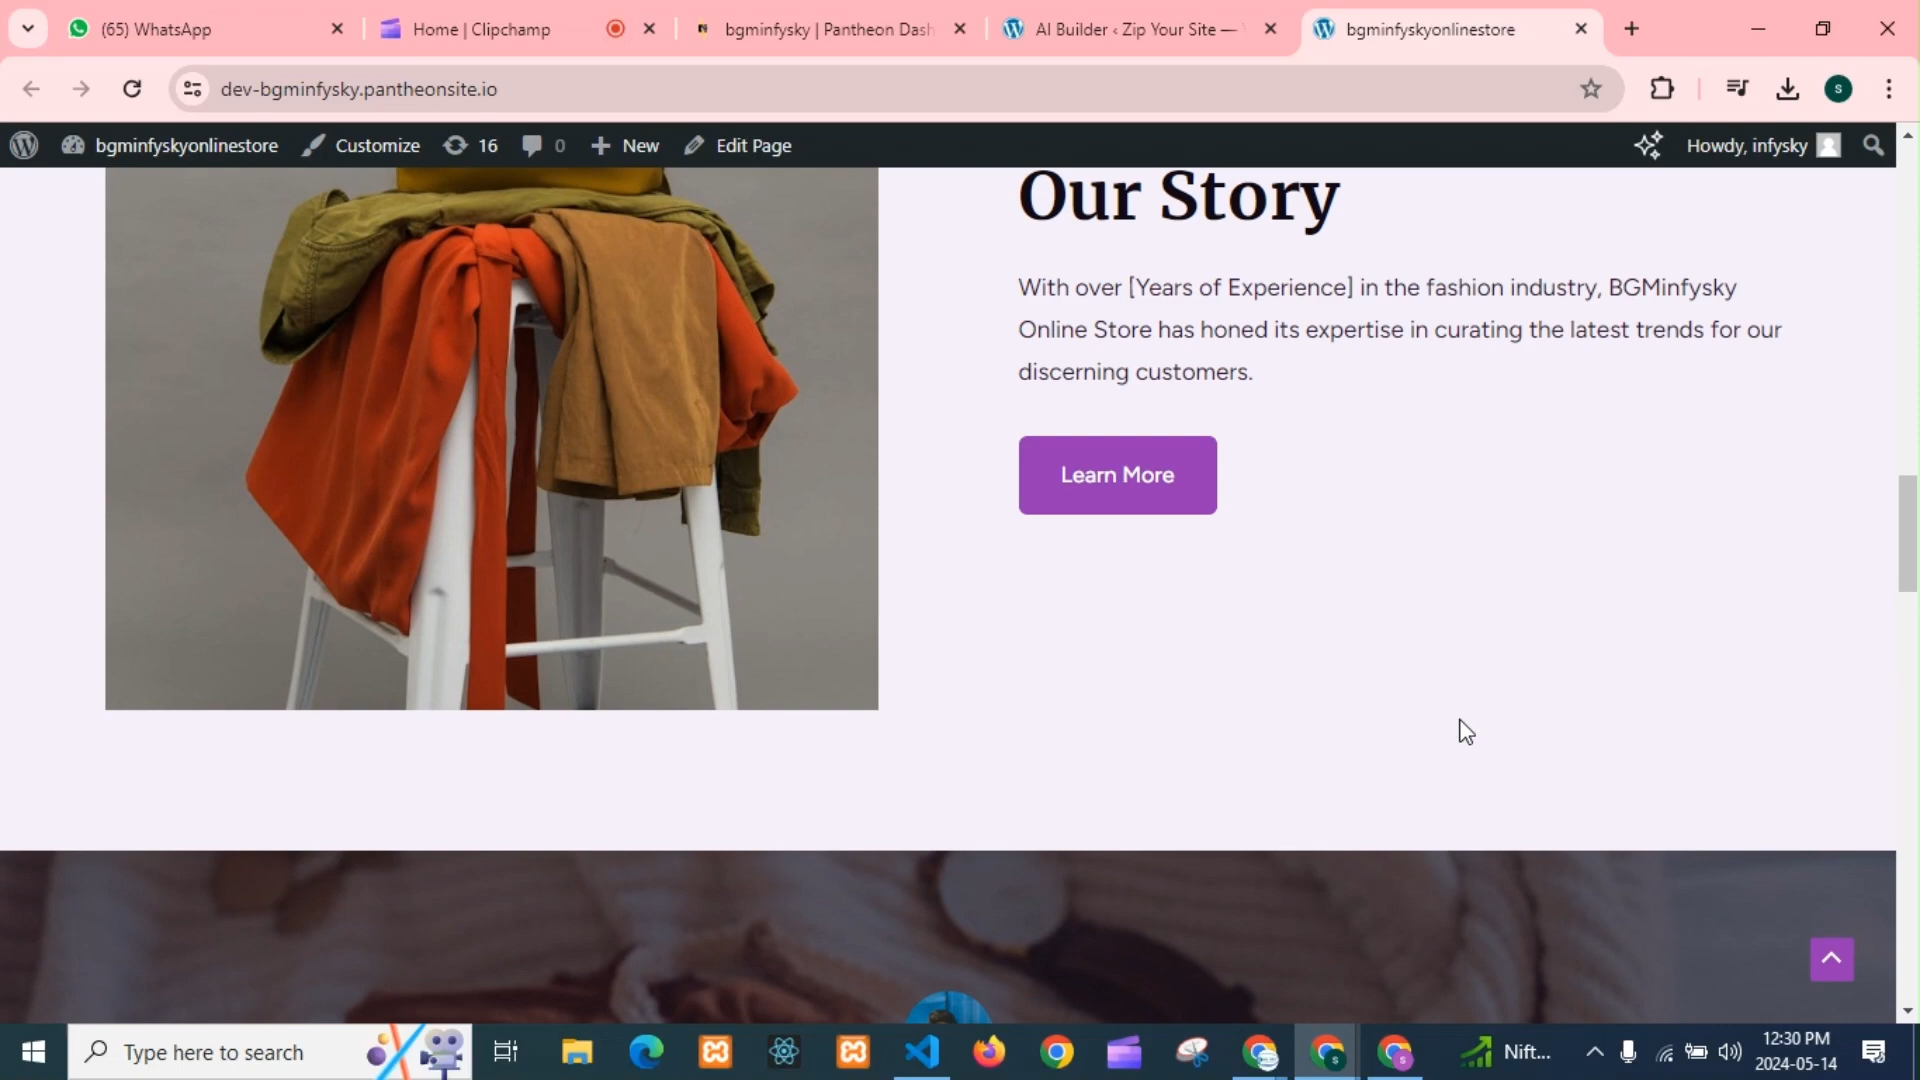 (65) WhatsApp
Home | Clipchamp
bgminfysky | Pantheon Dash
AI Builder ‹ Zip Your Site —
bgminfyskyonlinestore
dev-bgminfysky.pantheonsite.io
S
bgminfyskyonlinestore
Customize
16
0
New
Edit Page
Howdy, infysky
Our Story
With over [Years of Experience] in the fashion industry, BGMinfysky
Online Store has honed its expertise in curating the latest trends for our
discerning customers.
Learn More
Type here to search
Nift...
12:30 PM
2024-05-14